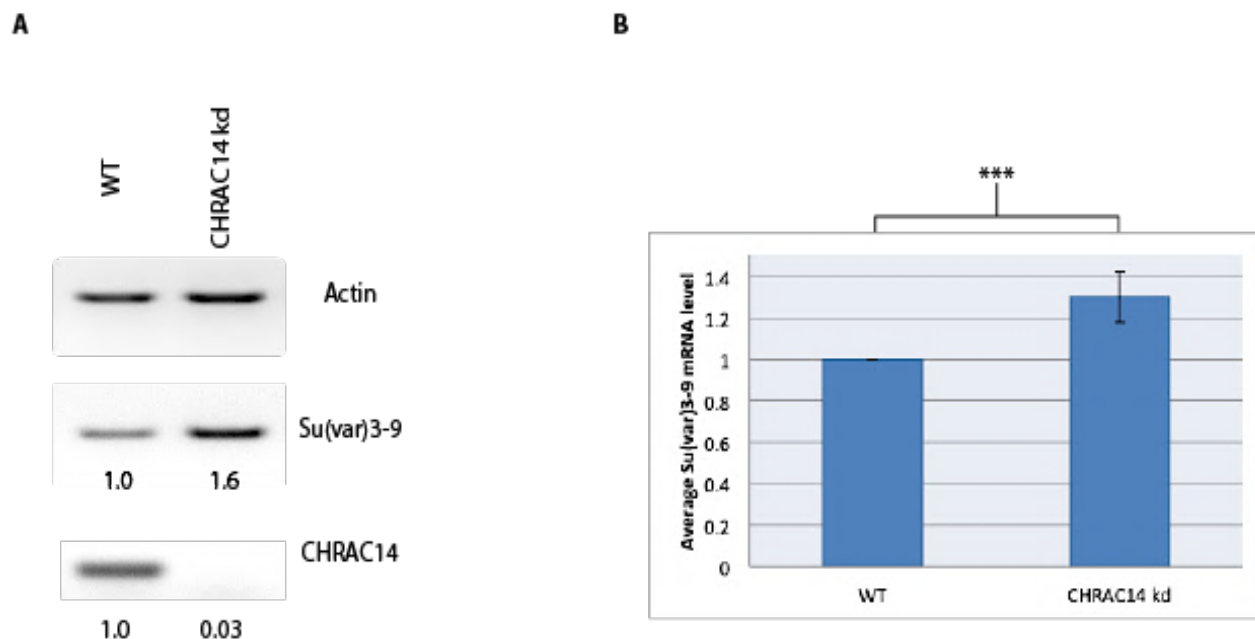 A
WT
CHRAC14 kd
Actin
Su(var)3-9
1.0 1.6
CHRAC14
1.0 0.03
B
***
Average Su(var)3-9 mRNA level
1.4
1.2
1
0.8
0.6
0.4
0.2
0
WT CHRAC14 kd